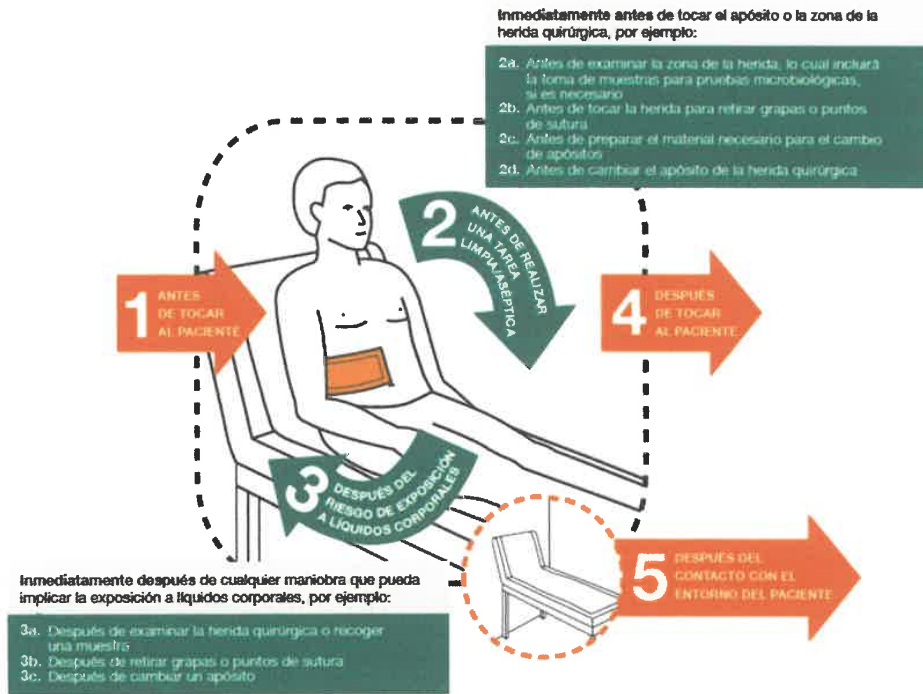 Inmediatamente antes de tocar el apósito o la zona de la
herida quirúrgica, por ejemplo:
2a. Antes de examinar la zona de la herida, lo cual incluirá
la toma de muestras para pruebas microbiológicas,
si es necesario
2b. Antes de tocar la herida para retirar grapas o puntos
de sutura
2c. Antes de preparar el material necesario para el cambio
de apósitos
2d. Antes de cambiar el apósito de la herida quirúrgica
1 ANTES
DE TOCAR
AL PACIENTE
2 ANTES DE REALIZAR
UNA TAREA
LIMPIA/ASÉPTICA
3 DESPUÉS DEL
RIESGO DE EXPOSICIÓN
A LÍQUIDOS CORPORALES
4 DESPUÉS
DE TOCAR
AL PACIENTE
5 DESPUÉS DEL
CONTACTO CON EL
ENTORNO DEL PACIENTE
Inmediatamente después de cualquier maniobra que pueda
implicar la exposición a líquidos corporales, por ejemplo:
3a. Después de examinar la herida quirúrgica o recoger
una muestra
3b. Después de retirar grapas o puntos de sutura
3c. Después de cambiar un apósito